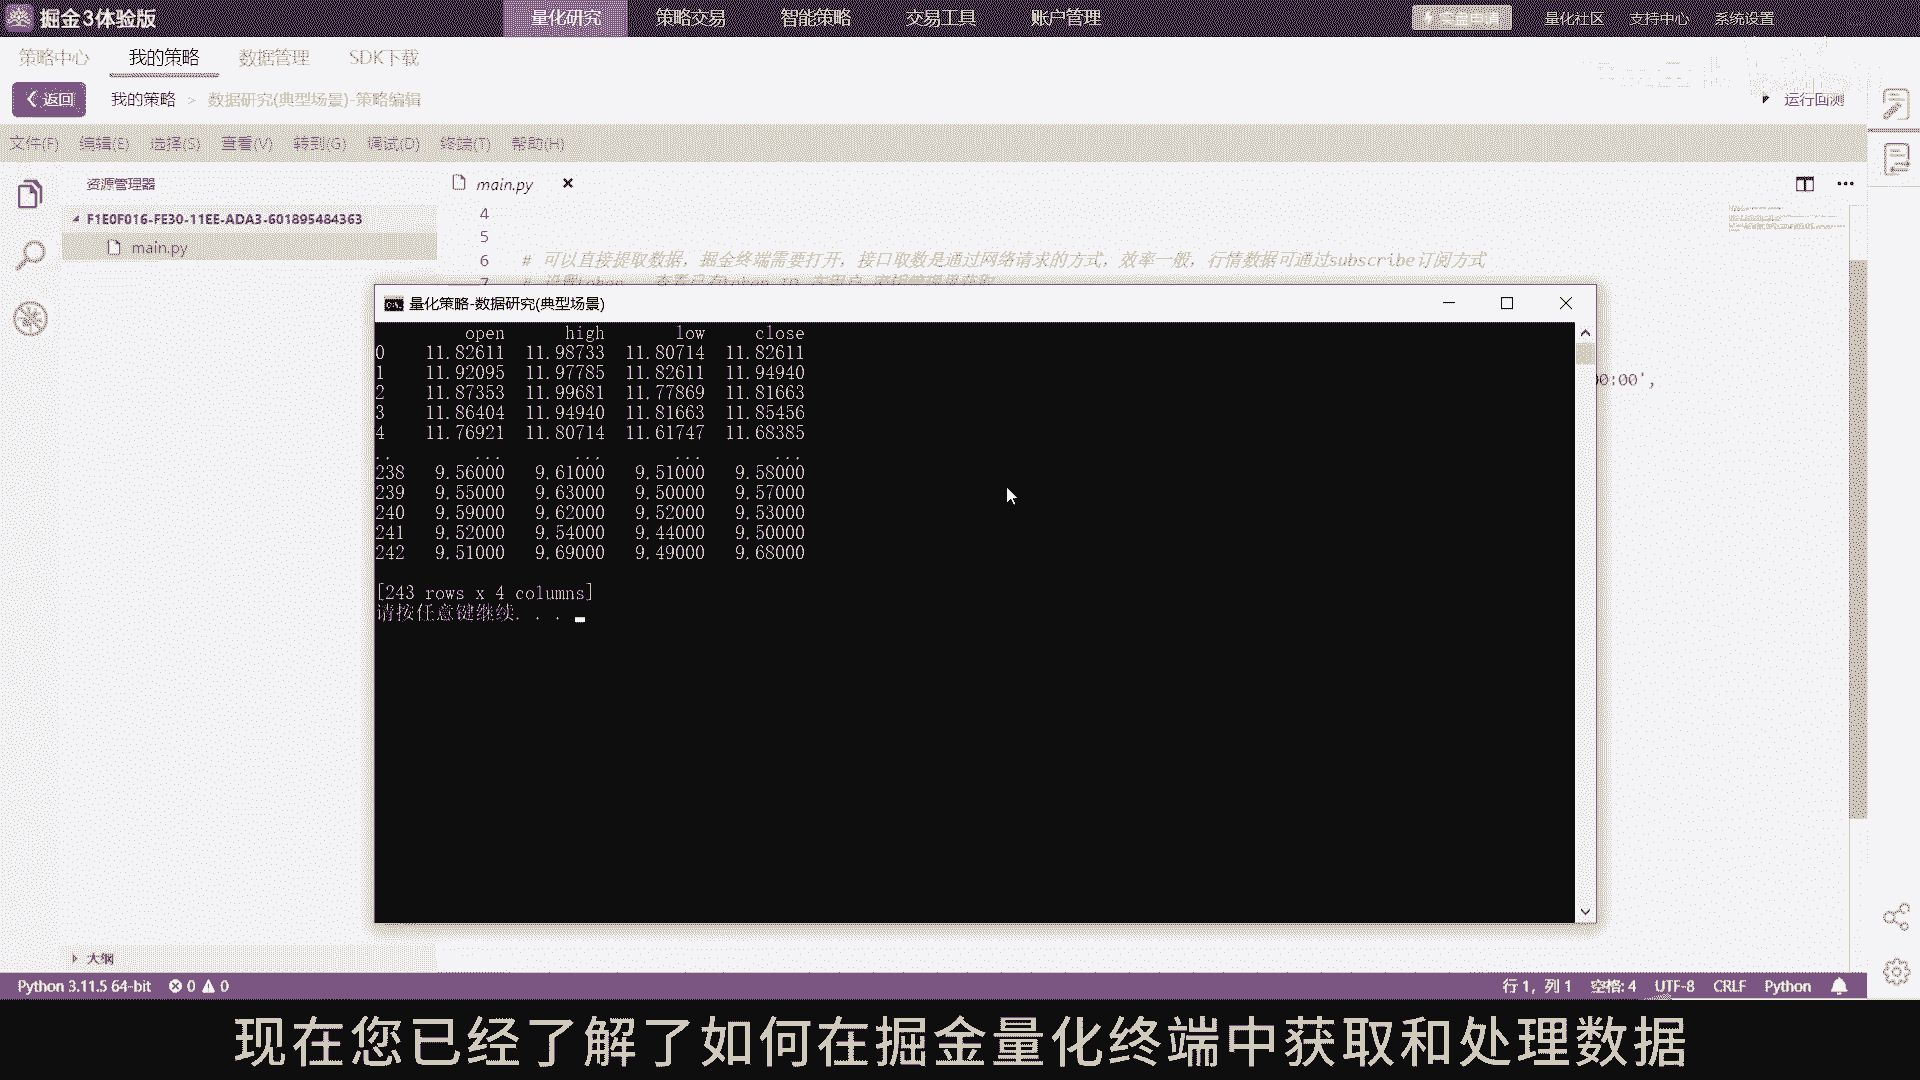 掘金3体验版 量化研究 策略交易 智能策略 交易工具 账户管理 实盘申请 量化社区 支持中心 系统设置
策略中心 我的策略 数据管理 SDK下载
返回 我的策略 > 数据研究(典型场景)-策略编辑 运行回测
文件(F) 编辑(E) 选择(S) 查看(V) 转到(G) 调试(D) 终端(T) 帮助(H)
资源管理器 main.py
F1E0F016-FE30-11EE-ADA3-601895484363
main.py
4
5
6 # 可以直接提取数据，掘金终端需要打开，接口取数是通过网络请求的方式，效率一般，行情数据可通过subscribe订阅方式
00:00',
量化策略-数据研究(典型场景)
open high low close
0 11.82611 11.98733 11.80714 11.82611
1 11.92095 11.97785 11.82611 11.94940
2 11.87353 11.99681 11.77869 11.81663
3 11.86404 11.94940 11.81663 11.85456
4 11.76921 11.80714 11.61747 11.68385
.. ... ... ... ...
238 9.56000 9.61000 9.51000 9.58000
239 9.55000 9.63000 9.50000 9.57000
240 9.59000 9.62000 9.52000 9.53000
241 9.52000 9.54000 9.44000 9.50000
242 9.51000 9.69000 9.49000 9.68000
[243 rows x 4 columns]
请按任意键继续. . .
大纲
Python 3.11.5 64-bit 0 0 行 1，列 1 空格: 4 UTF-8 CRLF Python
现在您已经了解了如何在掘金量化终端中获取和处理数据